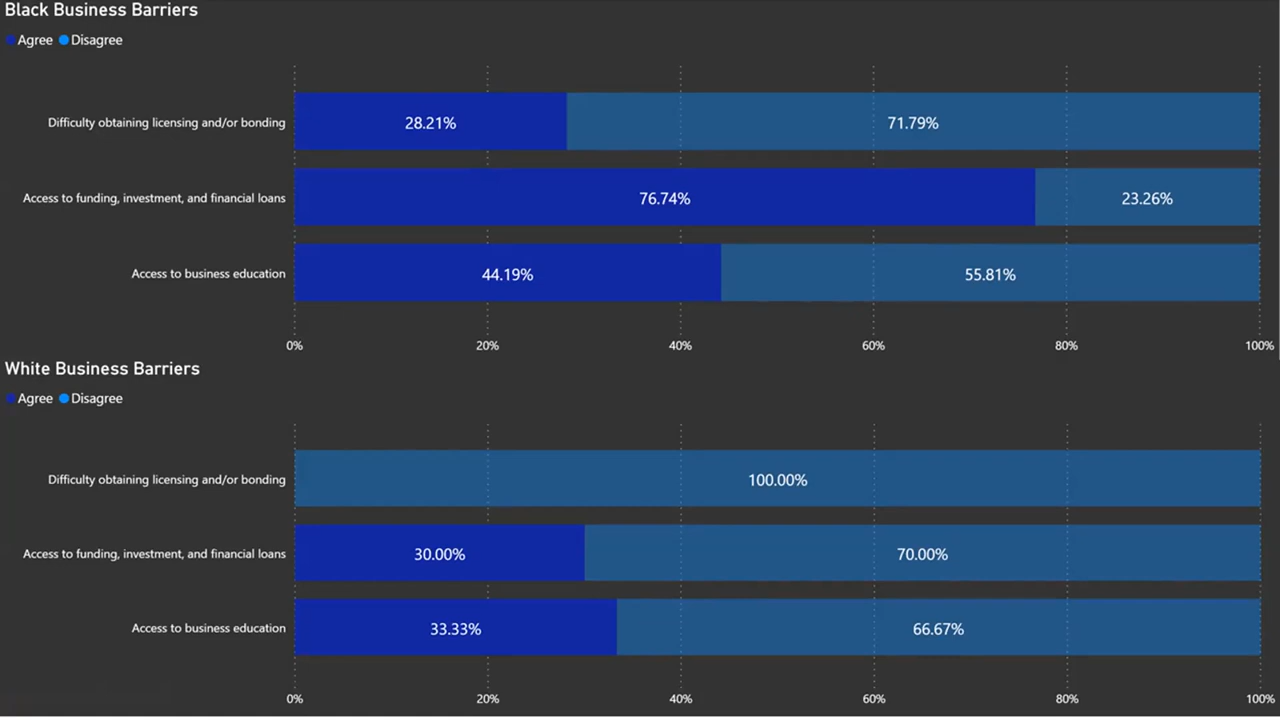 Black Business Barriers
Agree Disagree
Difficulty obtaining licensing and/or bonding 28.21% 71.79%
Access to funding, investment, and financial loans 76.74% 23.26%
Access to business education 44.19% 55.81%
0% 20% 40% 60% 80% 100%
White Business Barriers
Agree Disagree
Difficulty obtaining licensing and/or bonding 100.00%
Access to funding, investment, and financial loans 30.00% 70.00%
Access to business education 33.33% 66.67%
0% 20% 40% 60% 80% 100%